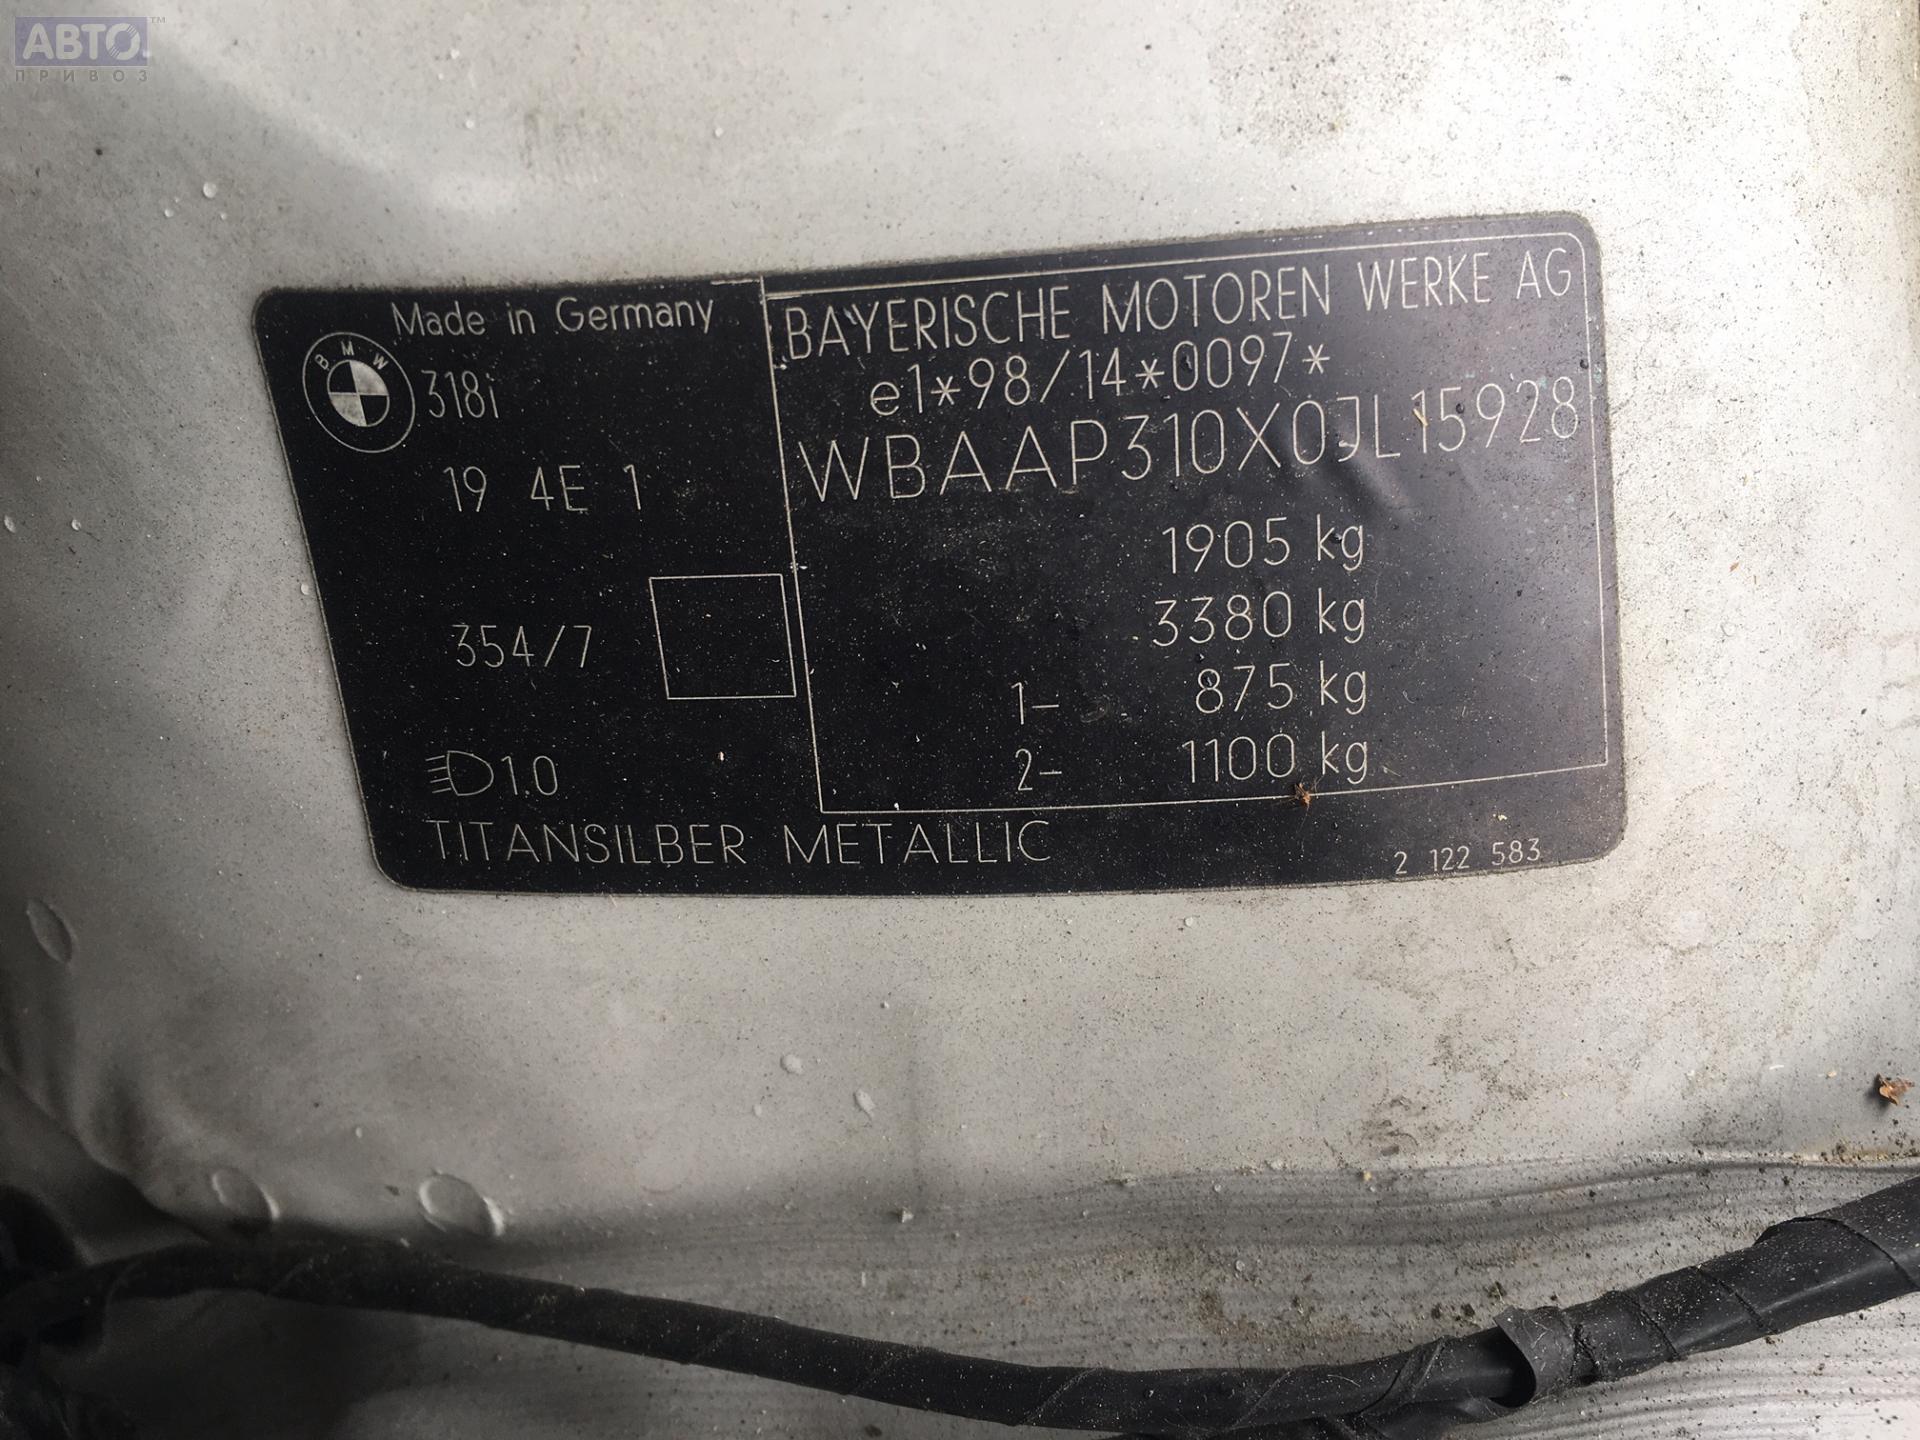 АВТО™
ПРИВОЗ
Made in Germany
BMW
318i
19 4E 1
354/7
1.0
TITANSILBER METALLIC
BAYERISCHE MOTOREN WERKE AG
e1*98/14*0097*
WBAAP310X0JL15928
1905 kg
3380 kg
1- 875 kg
2- 1100 kg
2 122 583